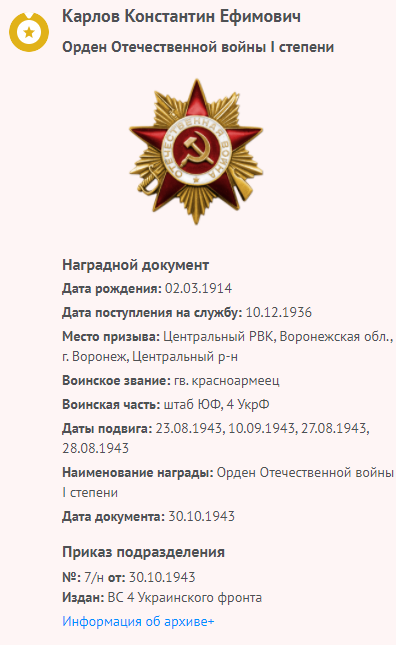 Карлов Константин Ефимович
Орден Отечественной войны I степени
ОТЕЧЕСТВЕННАЯ ВОЙНА
Наградной документ
Дата рождения: 02.03.1914
Дата поступления на службу: 10.12.1936
Место призыва: Центральный РВК, Воронежская обл.,
г. Воронеж, Центральный р-н
Воинское звание: гв. красноармеец
Воинская часть: штаб ЮФ, 4 УкрФ
Даты подвига: 23.08.1943, 10.09.1943, 27.08.1943,
28.08.1943
Наименование награды: Орден Отечественной войны
I степени
Дата документа: 30.10.1943
Приказ подразделения
№: 7/н от: 30.10.1943
Издан: ВС 4 Украинского фронта
Информация об архиве+